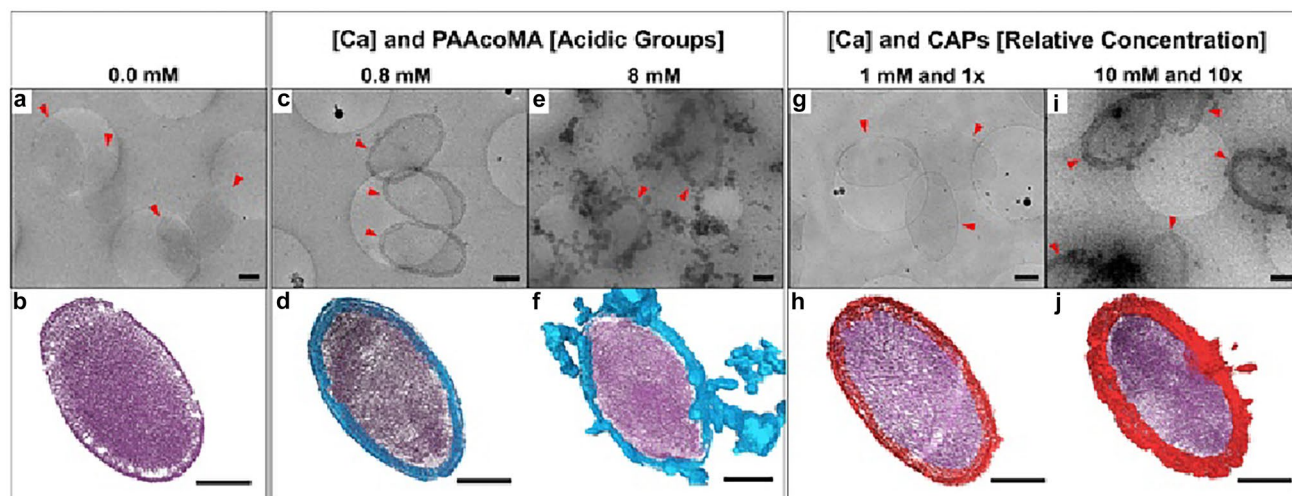 [Ca] and PAAcoMA [Acidic Groups]
[Ca] and CAPs [Relative Concentration]
0.0 mM
0.8 mM
8 mM
1 mM and 1x
10 mM and 10x
a
c
e
g
i
b
d
f
h
j